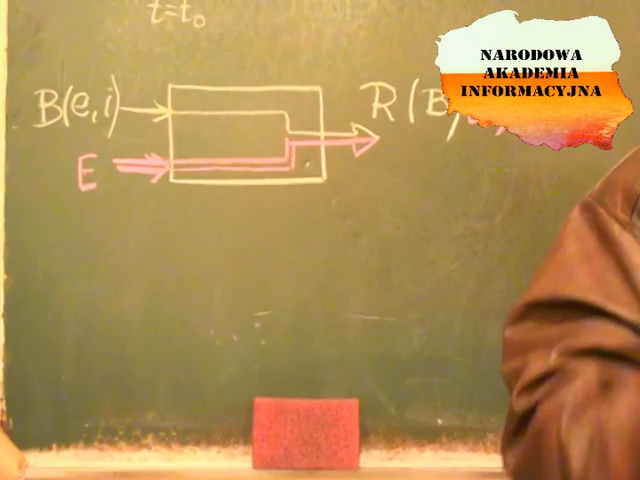 t=t₀
B(e,i)
R(B,
E
NARODOWA
AKADEMIA
INFORMACYJNA